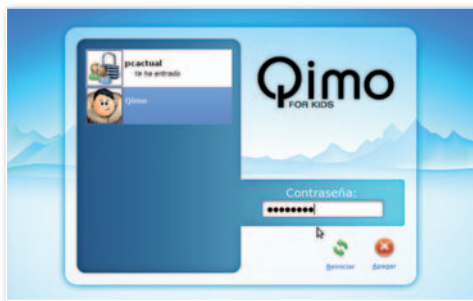 pcactual
te ha entrado
Qimo
Qimo
FOR KIDS
Contraseña:
Reiniciar
Apagar